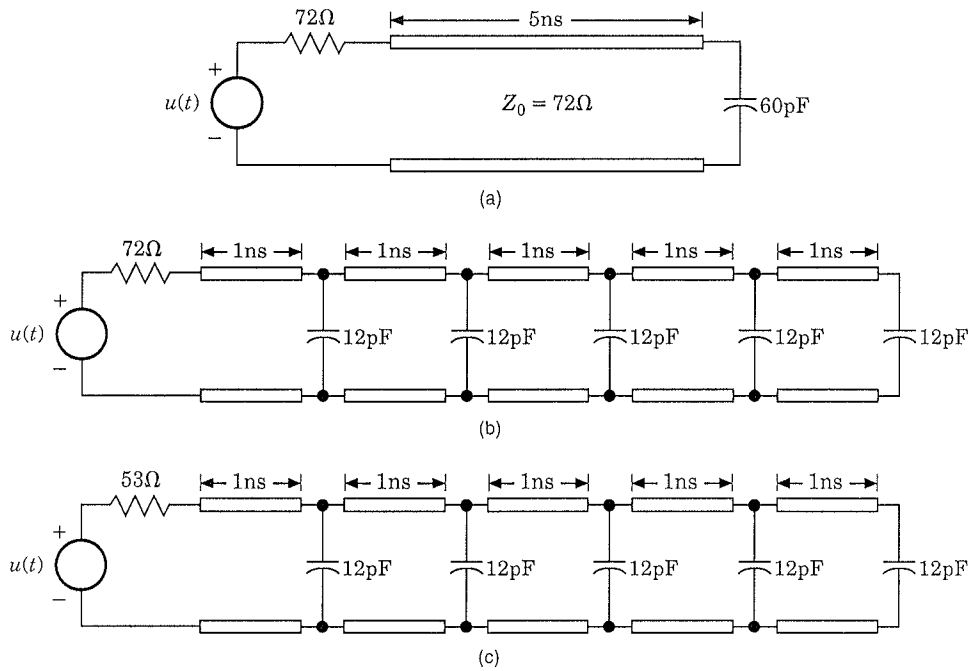 72Ω
5ns
+
u(t)
−
Z₀ = 72Ω
60pF
(a)
72Ω
1ns 1ns 1ns 1ns 1ns
+
u(t)
−
12pF 12pF 12pF 12pF 12pF
(b)
53Ω
1ns 1ns 1ns 1ns 1ns
+
u(t)
−
12pF 12pF 12pF 12pF 12pF
(c)